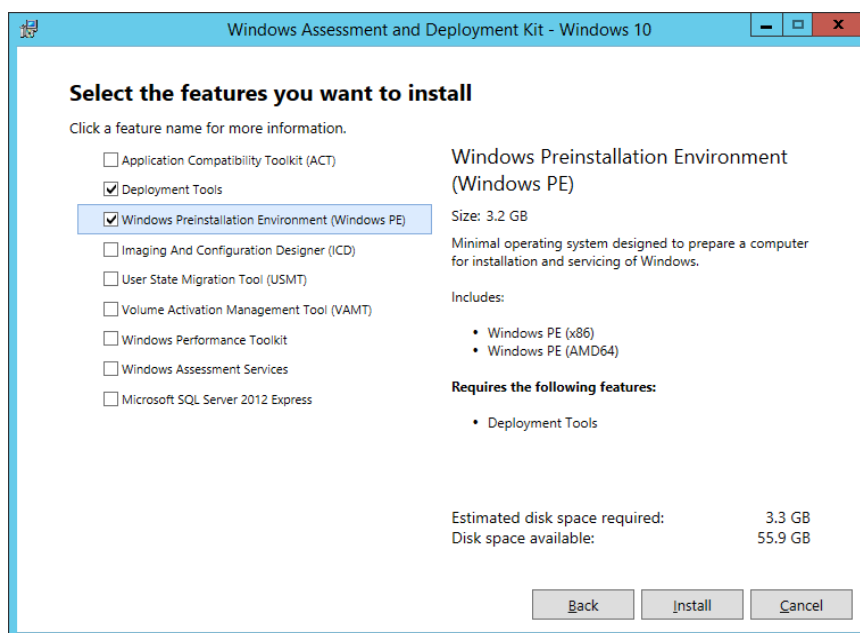 Windows Assessment and Deployment Kit - Windows 10
Select the features you want to install
Click a feature name for more information.
Application Compatibility Toolkit (ACT)
Deployment Tools
Windows Preinstallation Environment (Windows PE)
Imaging And Configuration Designer (ICD)
User State Migration Tool (USMT)
Volume Activation Management Tool (VAMT)
Windows Performance Toolkit
Windows Assessment Services
Microsoft SQL Server 2012 Express
Windows Preinstallation Environment
(Windows PE)
Size: 3.2 GB
Minimal operating system designed to prepare a computer
for installation and servicing of Windows.
Includes:
• Windows PE (x86)
• Windows PE (AMD64)
Requires the following features:
• Deployment Tools
Estimated disk space required: 3.3 GB
Disk space available: 55.9 GB
Back Install Cancel